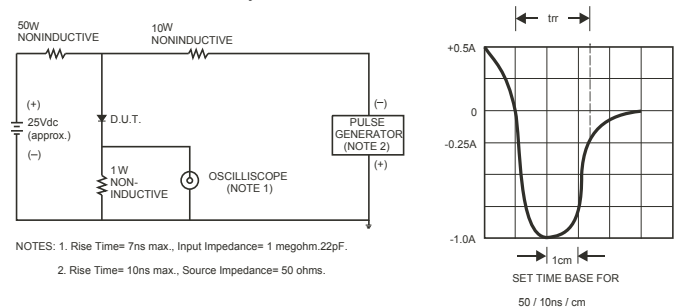 50W
NONINDUCTIVE
10W
NONINDUCTIVE
(+)
25Vdc
(approx.)
(–)
D.U.T.
1W
NON-
INDUCTIVE
OSCILLISCOPE
(NOTE 1)
(–)
PULSE
GENERATOR
(NOTE 2)
(+)
NOTES: 1. Rise Time= 7ns max., Input Impedance= 1 megohm.22pF.
2. Rise Time= 10ns max., Source Impedance= 50 ohms.
trr
+0.5A
0
-0.25A
-1.0A
1cm
SET TIME BASE FOR
50 / 10ns / cm